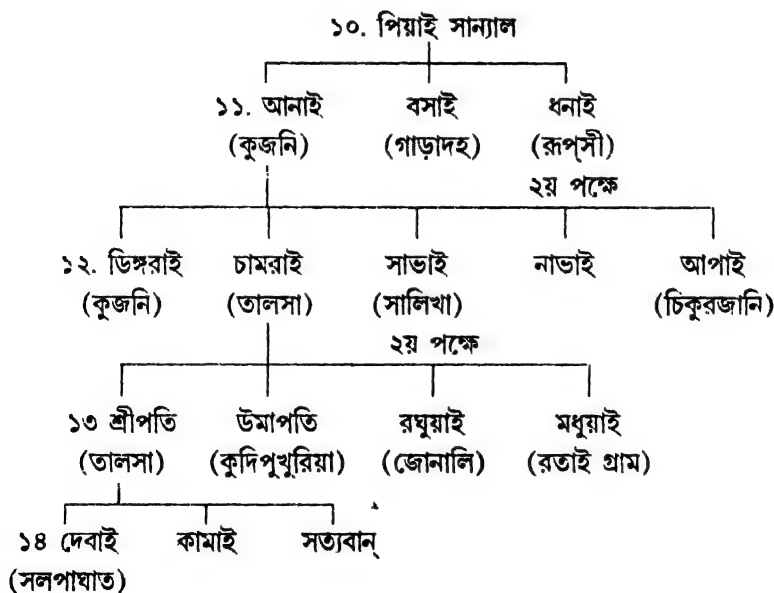 ১০. পিয়াই সান্যাল
১১. আনাই বসাই ধনাই
(কুজনি) (গাড়াদহ) (রূপ্‌সী)
২য় পক্ষে
১২. ডিঙ্গরাই চামরাই সাভাই নাভাই আপাই
(কুজনি) (তালসা) (সালিখা) (চিকুরজানি)
২য় পক্ষে
১৩ শ্রীপতি উমাপতি রঘুয়াই মধুয়াই
(তালসা) (কুদিপুখুরিয়া) (জোনালি) (রতাই গ্রাম)
১৪ দেবাই কামাই সত্যবান্
(সলপাঘাত)